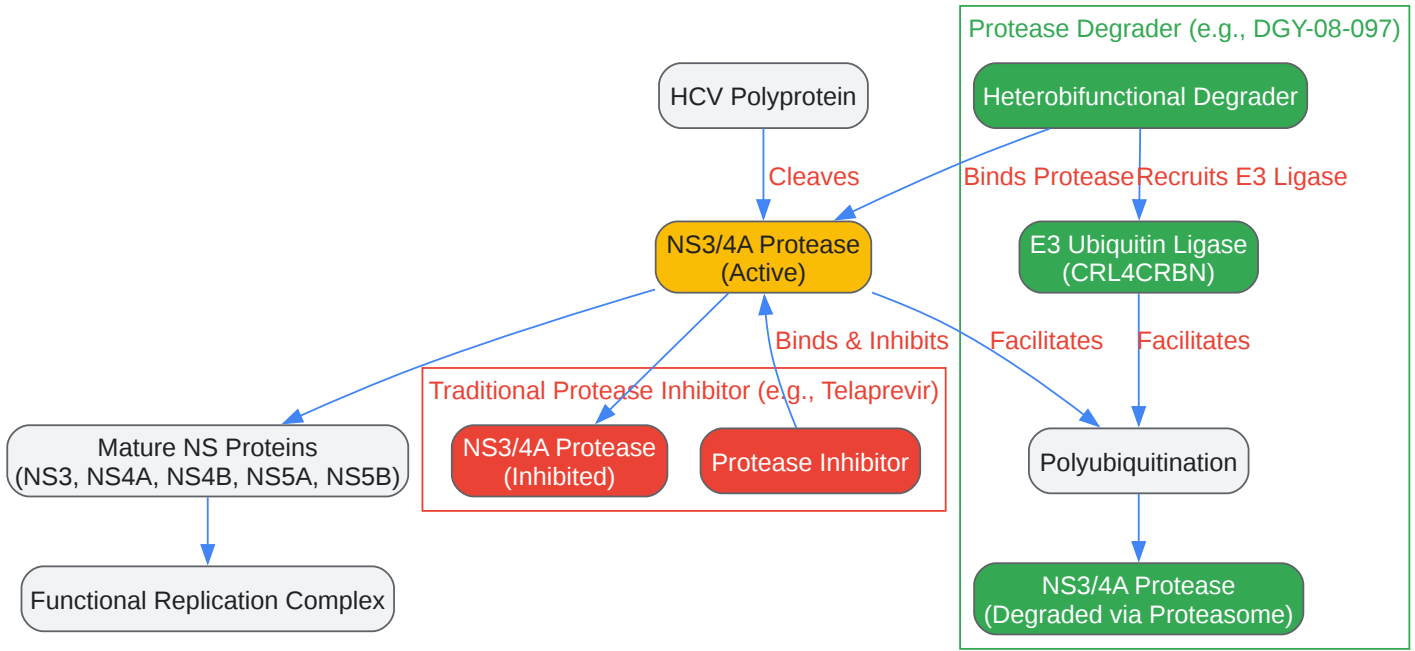 Protease Degrader (e.g., DGY-08-097)
HCV Polyprotein
Heterobifunctional Degrader
Cleaves
Binds Protease
Recruits E3 Ligase
NS3/4A Protease
(Active)
E3 Ubiquitin Ligase
(CRL4CRBN)
Binds & Inhibits
Facilitates
Facilitates
Traditional Protease Inhibitor (e.g., Telaprevir)
Mature NS Proteins
(NS3, NS4A, NS4B, NS5A, NS5B)
NS3/4A Protease
(Inhibited)
Protease Inhibitor
Polyubiquitination
Functional Replication Complex
NS3/4A Protease
(Degraded via Proteasome)